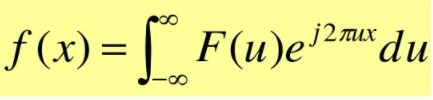 f(x) = ∫_{-∞}^{∞} F(u)e^{j2πux}du